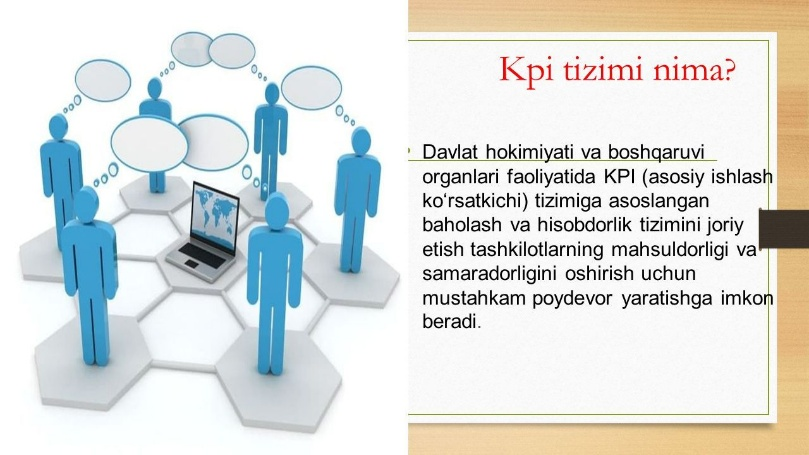 Kpi tizimi nima?
Davlat hokimiyati va boshqaruvi
organlari faoliyatida KPI (asosiy ishlash
ko‘rsatkichi) tizimiga asoslangan
baholash va hisobdorlik tizimini joriy
etish tashkilotlarning mahsuldorligi va
samaradorligini oshirish uchun
mustahkam poydevor yaratishga imkon
beradi.